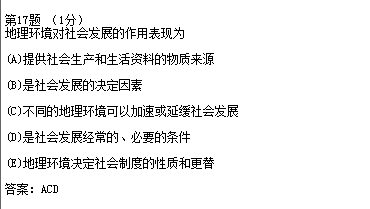 第17题 （1分）
地理环境对社会发展的作用表现为
(A)提供社会生产和生活资料的物质来源
(B)是社会发展的决定因素
(C)不同的地理环境可以加速或延缓社会发展
(D)是社会发展经常的、必要的条件
(E)地理环境决定社会制度的性质和更替
答案：ACD